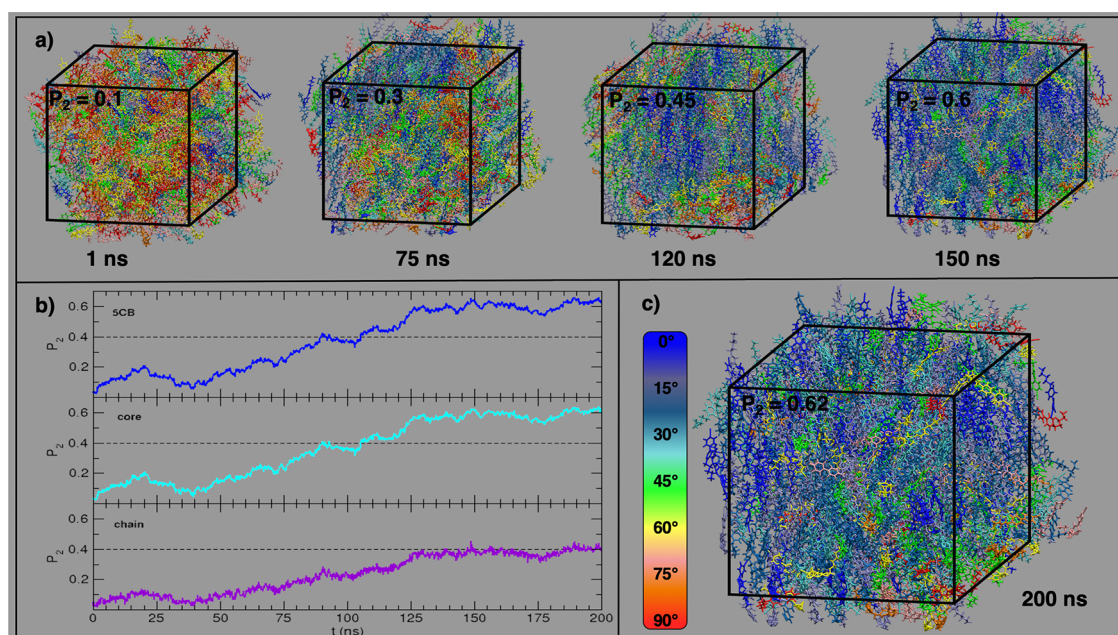 a)
P2 = 0.1
P2 = 0.3
P2 = 0.45
P2 = 0.6
1 ns
75 ns
120 ns
150 ns
b)
5CB
P2
0.6
0.4
0.2
core
P2
0.6
0.4
0.2
chain
P2
0.6
0.4
0.2
0 25 50 75 100 125 150 175 200
t (ns)
c)
0°
15°
30°
45°
60°
75°
90°
P2 = 0.62
200 ns